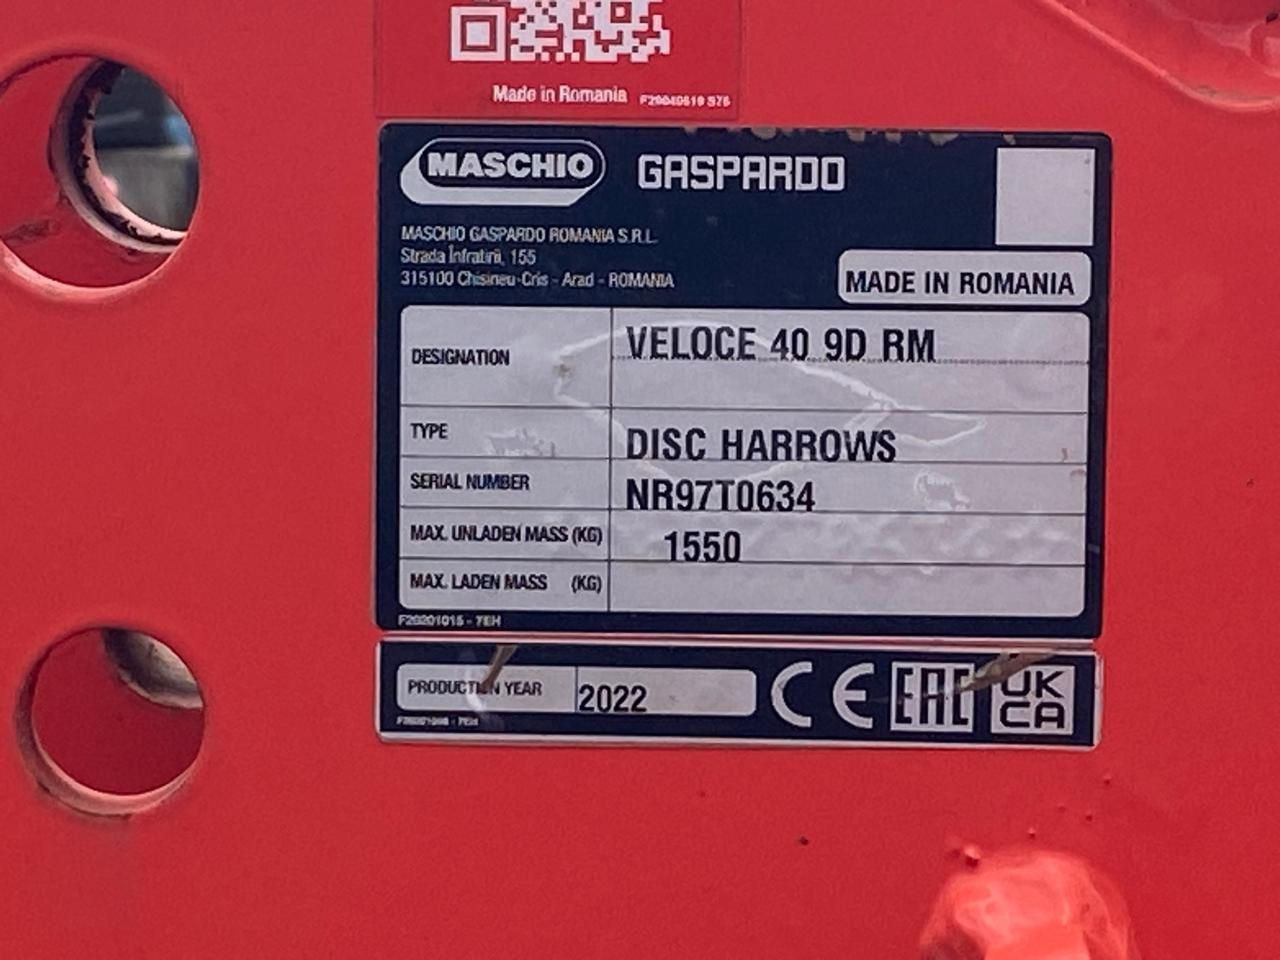 Made in Romania
MASCHIO GASPARDO
MASCHIO GASPARDO ROMANIA S.R.L.
Strada Înfratirii, 155
315100 Chisineu-Cris - Arad - ROMANIA
MADE IN ROMANIA
DESIGNATION VELOCE 40 9D RM
TYPE DISC HARROWS
SERIAL NUMBER NR97T0634
MAX. UNLADEN MASS (KG) 1550
MAX. LADEN MASS (KG)
F20201015 - 7EH
PRODUCTION YEAR 2022
CE EAC UK
CA